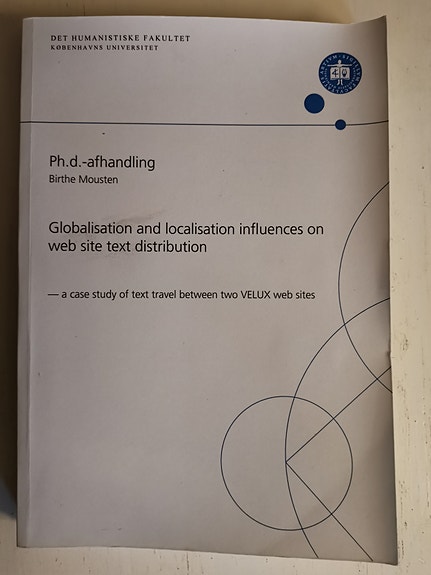 DET HUMANISTISKE FAKULTET
KØBENHAVNS UNIVERSITET
Ph.d.-afhandling
Birthe Mousten
Globalisation and localisation influences on
web site text distribution
— a case study of text travel between two VELUX web sites